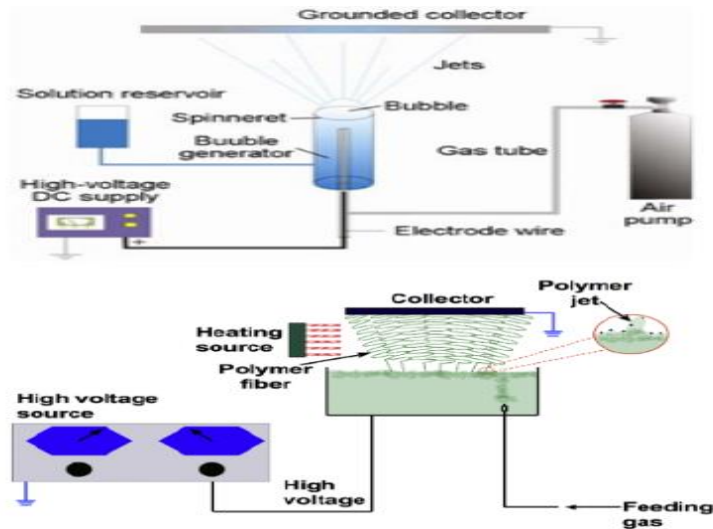 Grounded collector
Jets
Solution reservoir
Bubble
Spinneret
Buuble
generator
Gas tube
High-voltage
DC supply
Air
pump
+
Electrode wire
Polymer
jet
Collector
Heating
source
Polymer
fiber
High voltage
source
High
voltage
Feeding
gas